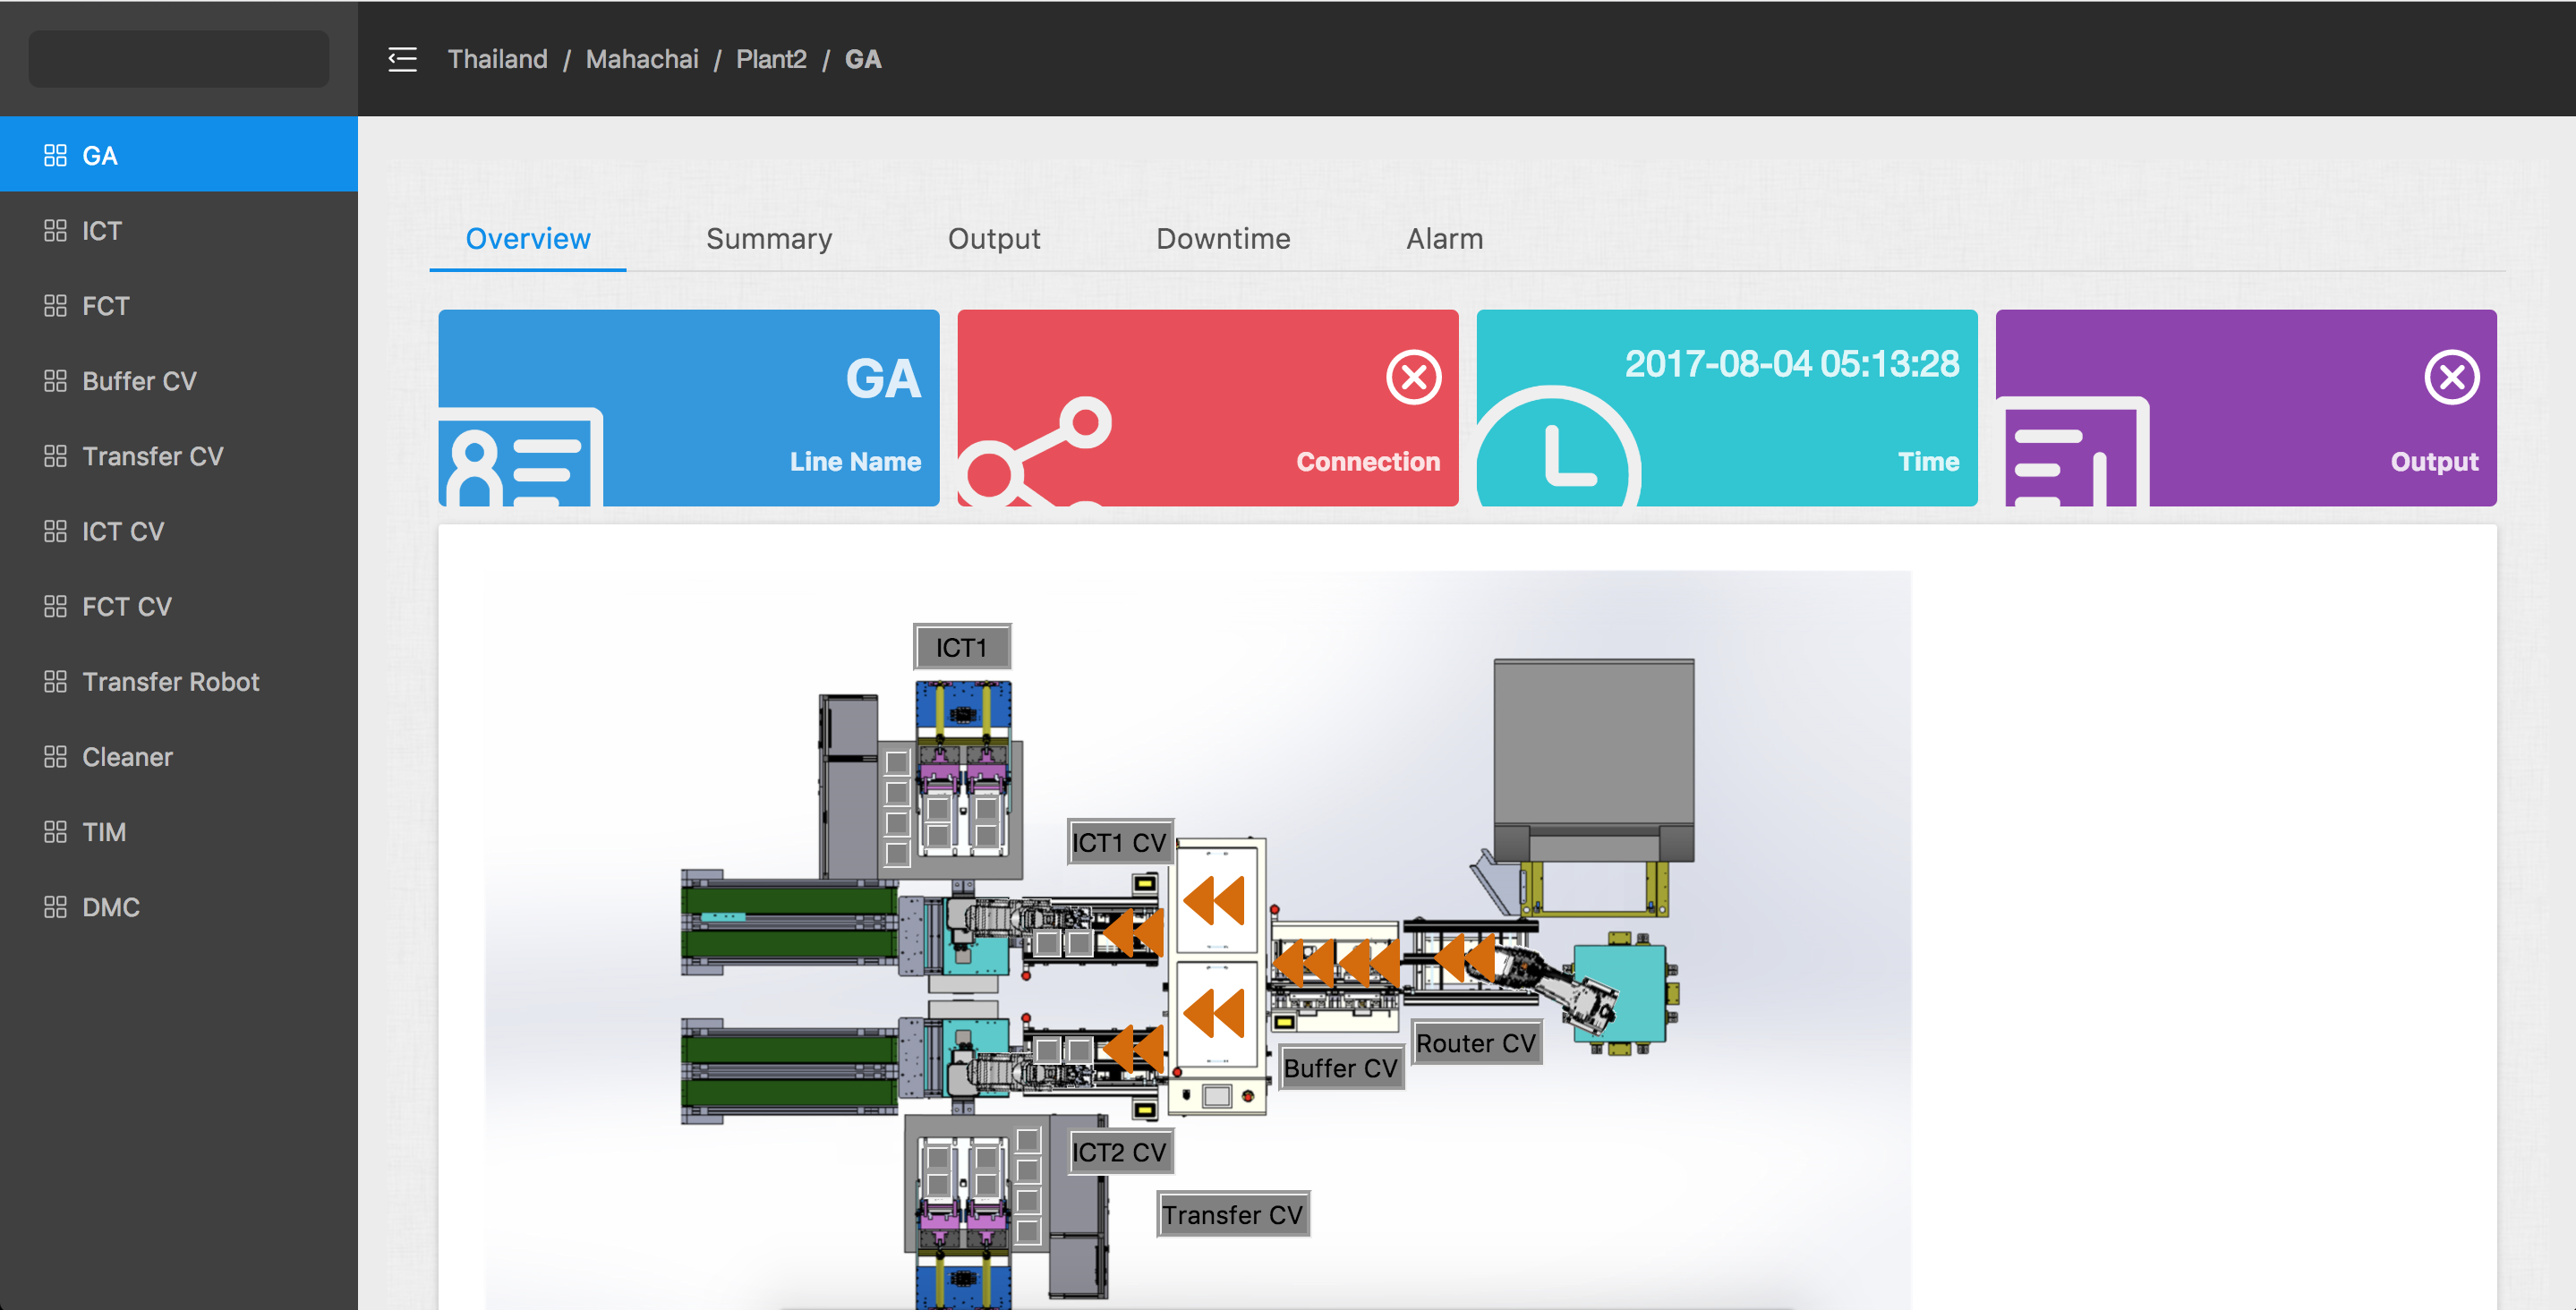 Thailand / Mahachai / Plant2 / GA
GA
ICT
FCT
Buffer CV
Transfer CV
ICT CV
FCT CV
Transfer Robot
Cleaner
TIM
DMC
Overview
Summary
Output
Downtime
Alarm
GA
Line Name
Connection
2017-08-04 05:13:28
Time
Output
ICT1
ICT1 CV
Router CV
Buffer CV
ICT2 CV
Transfer CV